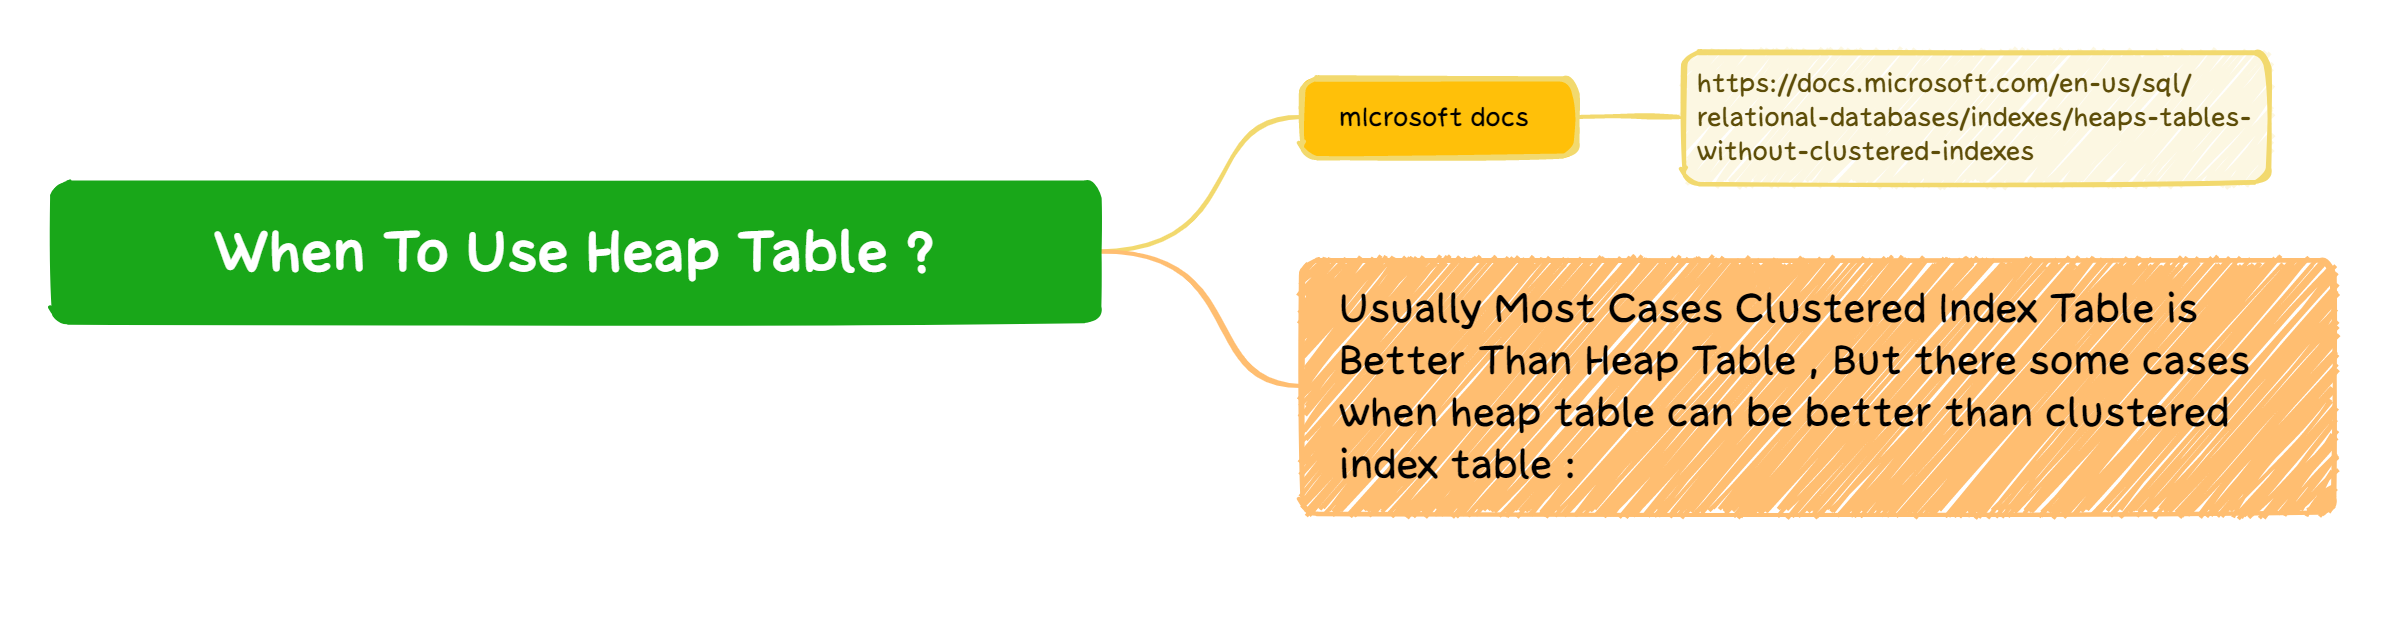 When To Use Heap Table ?
mIcrosoft docs
https://docs.microsoft.com/en-us/sql/
relational-databases/indexes/heaps-tables-
without-clustered-indexes
Usually Most Cases Clustered Index Table is
Better Than Heap Table , But there some cases
when heap table can be better than clustered
index table :